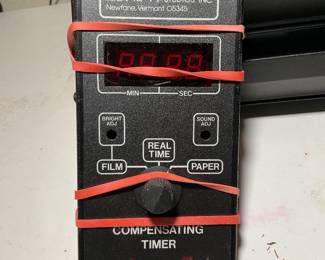 Newfane, Vermont 05345
MIN SEC
BRIGHT
ADJ
SOUND
ADJ
REAL
TIME
FILM
PAPER
COMPENSATING
TIMER